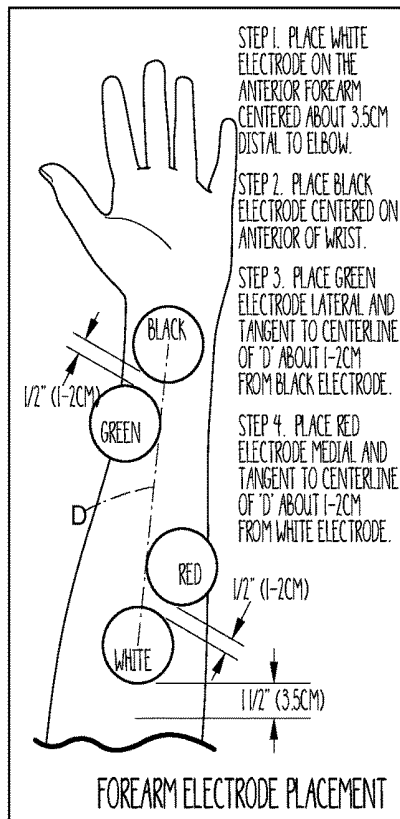 STEP 1. PLACE WHITE
ELECTRODE ON THE
ANTERIOR FOREARM
CENTERED ABOUT 3.5CM
DISTAL TO ELBOW.
STEP 2. PLACE BLACK
ELECTRODE CENTERED ON
ANTERIOR OF WRIST.
STEP 3. PLACE GREEN
ELECTRODE LATERAL AND
TANGENT TO CENTERLINE
OF 'D' ABOUT 1-2CM
FROM BLACK ELECTRODE.
STEP 4. PLACE RED
ELECTRODE MEDIAL AND
TANGENT TO CENTERLINE
OF 'D' ABOUT 1-2CM
FROM WHITE ELECTRODE.
BLACK
1/2" (1-2CM)
GREEN
D
RED
1/2" (1-2CM)
WHITE
1 1/2" (3.5CM)
FOREARM ELECTRODE PLACEMENT